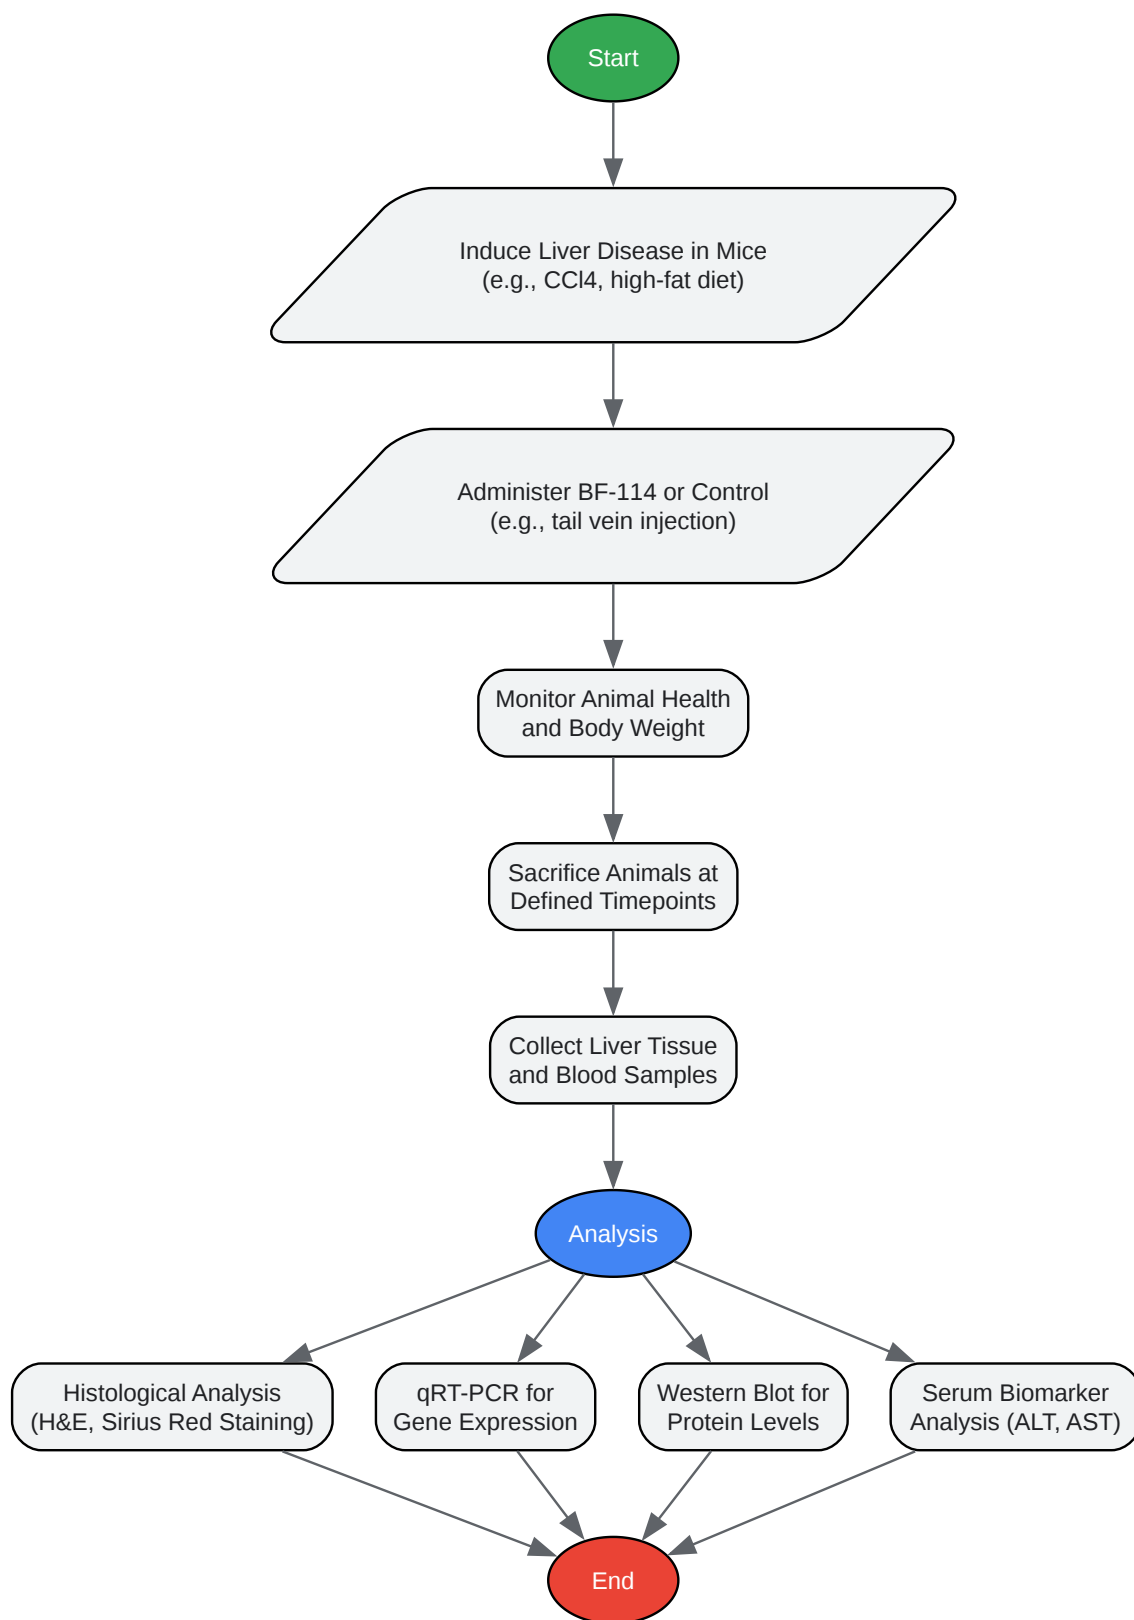 Start
Induce Liver Disease in Mice
(e.g., CCl4, high-fat diet)
Administer BF-114 or Control
(e.g., tail vein injection)
Monitor Animal Health
and Body Weight
Sacrifice Animals at
Defined Timepoints
Collect Liver Tissue
and Blood Samples
Analysis
Histological Analysis
(H&E, Sirius Red Staining)
qRT-PCR for
Gene Expression
Western Blot for
Protein Levels
Serum Biomarker
Analysis (ALT, AST)
End